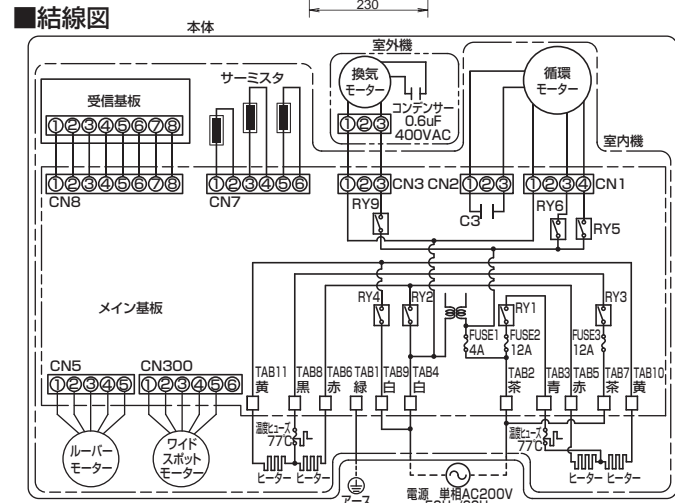 230
■結線図
本体
室外機
換気
モーター
コンデンサー
0.6uF
400VAC
循環
モーター
室内機
受信基板
サーミスタ
①②③④⑤⑥⑦⑧
①②③
①②③④⑤⑥⑦⑧
①②③④⑤⑥
①②③
CN3
CN2
①②③
①②③④
CN1
CN8
CN7
RY9
C3
RY6
RY5
メイン基板
RY4
RY2
RY1
RY3
FUSE1
4A
FUSE2
12A
FUSE3
12A
CN5
①②③④⑤
CN300
①②③④⑤⑥
TAB11
黄
TAB8
黒
TAB6
赤
TAB1
緑
TAB9
白
TAB4
白
TAB2
茶
TAB3
青
TAB5
赤
TAB7
茶
TAB10
黄
ルーバー
モーター
ワイド
スポット
モーター
温度ヒューズ
77℃
ヒーター
ヒーター
アース
電源 単相AC200V
温度ヒューズ
77℃
ヒーター
ヒーター